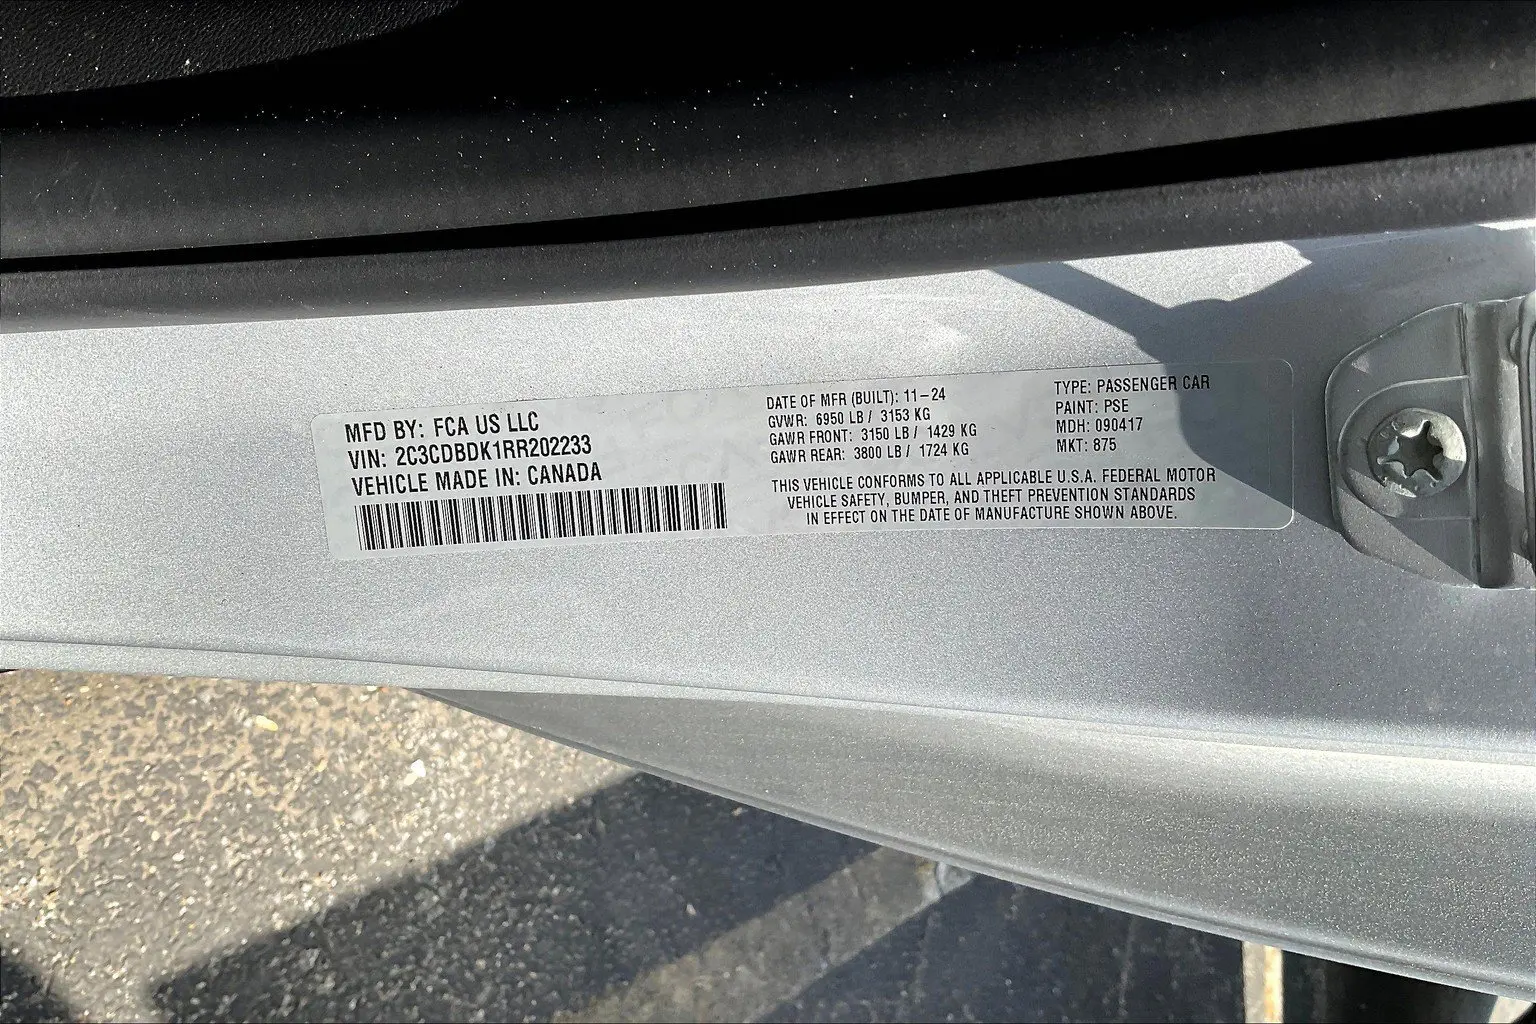 MFD BY: FCA US LLC
VIN: 2C3CDBDK1RR202233
VEHICLE MADE IN: CANADA
DATE OF MFR (BUILT): 11-24
GVWR: 6950 LB / 3153 KG
GAWR FRONT: 3150 LB / 1429 KG
GAWR REAR: 3800 LB / 1724 KG
TYPE: PASSENGER CAR
PAINT: PSE
MDH: 090417
MKT: 875
THIS VEHICLE CONFORMS TO ALL APPLICABLE U.S.A. FEDERAL MOTOR
VEHICLE SAFETY, BUMPER, AND THEFT PREVENTION STANDARDS
IN EFFECT ON THE DATE OF MANUFACTURE SHOWN ABOVE.